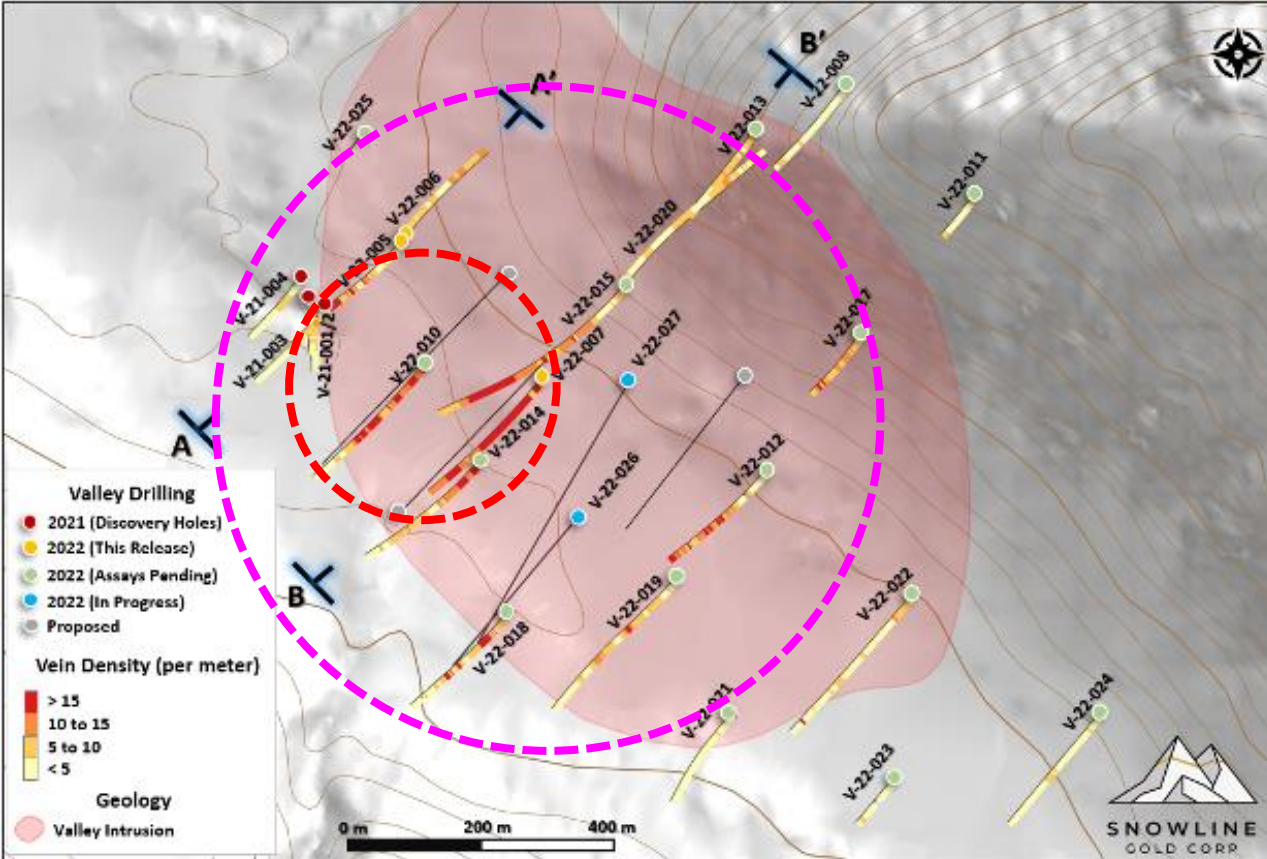 A'
B'
V-22-008
V-22-013
V-22-025
V-22-011
V-22-006
V-22-020
V-22-005
V-21-004
V-22-015
V-22-017
V-22-027
V-22-007
V-22-010
V-21-003
V-21-001/2
A
V-22-014
V-22-012
V-22-026
B
V-22-019
V-22-022
V-22-018
V-22-021
V-22-024
V-22-023
Valley Drilling
2021 (Discovery Holes)
2022 (This Release)
2022 (Assays Pending)
2022 (In Progress)
Proposed
Vein Density (per meter)
> 15
10 to 15
5 to 10
< 5
Geology
Valley Intrusion
0 m 200 m 400 m
SNOWLINE
GOLD CORP